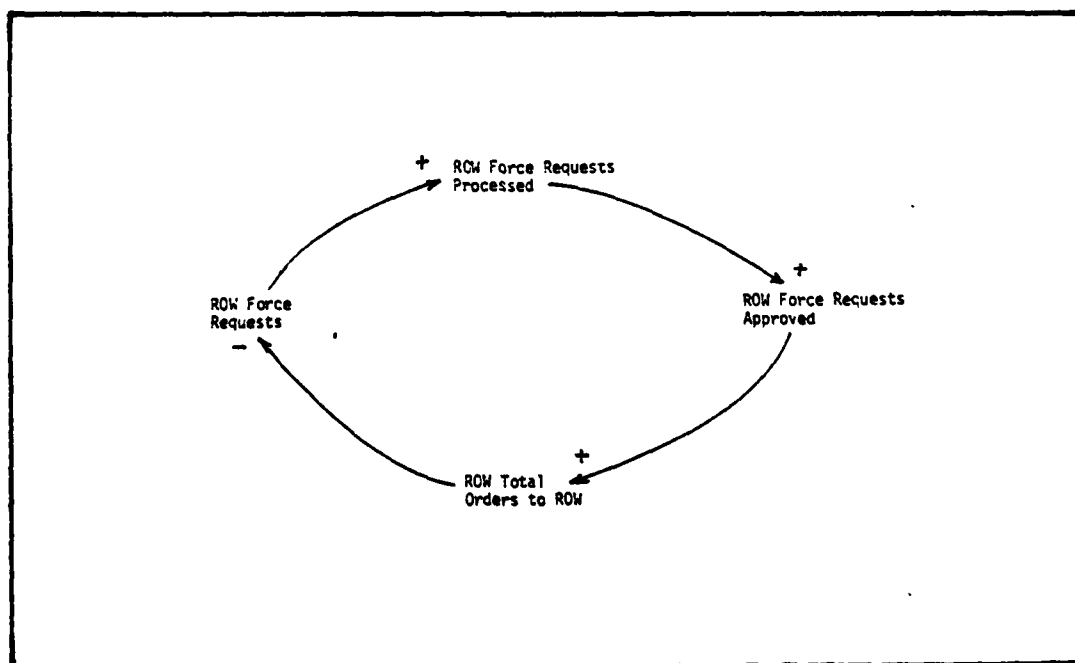 +
ROW Force Requests
Processed
+
ROW Force Requests
Approved
ROW Force
Requests
−
+
ROW Total
Orders to ROW